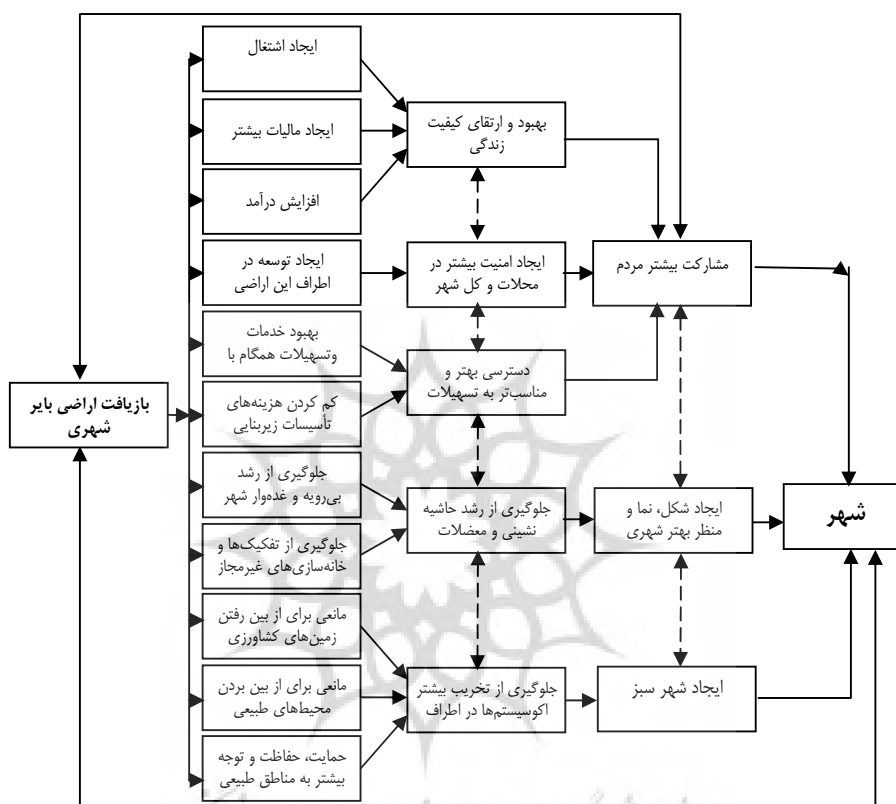 ایجاد اشتغال
ایجاد مالیات بیشتر
افزایش درآمد
ایجاد توسعه در
اطراف این اراضی
بهبود خدمات
وتسهیلات همگام با
کم کردن هزینه‌های
تأسیسات زیربنایی
جلوگیری از رشد
بی‌رویه و غده‌وار شهر
جلوگیری از تفکیک‌ها و
خانه‌سازی‌های غیرمجاز
مانعی برای از بین رفتن
زمین‌های کشاورزی
مانعی برای از بین بردن
محیط‌های طبیعی
حمایت، حفاظت و توجه
بیشتر به مناطق طبیعی
بازیافت اراضی بایر
شهری
بهبود و ارتقای کیفیت
زندگی
ایجاد امنیت بیشتر در
محلات و کل شهر
دسترسی بهتر و
مناسب‌تر به تسهیلات
جلوگیری از رشد حاشیه
نشینی و معضلات
جلوگیری از تخریب بیشتر
اکوسیستم‌ها در اطراف
مشارکت بیشتر مردم
ایجاد شکل، نما و
منظر بهتر شهری
ایجاد شهر سبز
شهر